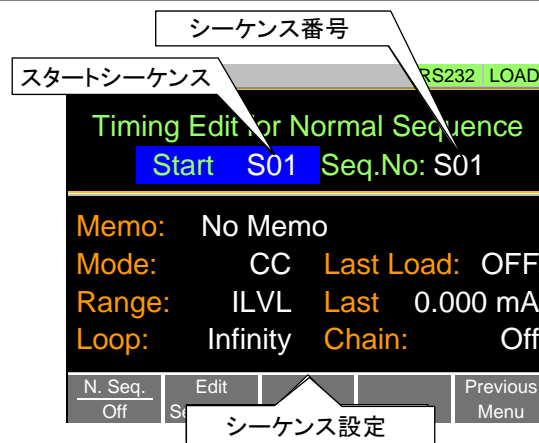 シーケンス番号
スタートシーケンス
RS232 LOAD
Timing Edit for Normal Sequence
Start S01 Seq.No: S01
Memo: No Memo
Mode: CC Last Load: OFF
Range: ILVL Last 0.000 mA
Loop: Infinity Chain: Off
N. Seq. Off
Edit
Previous Menu
シーケンス設定